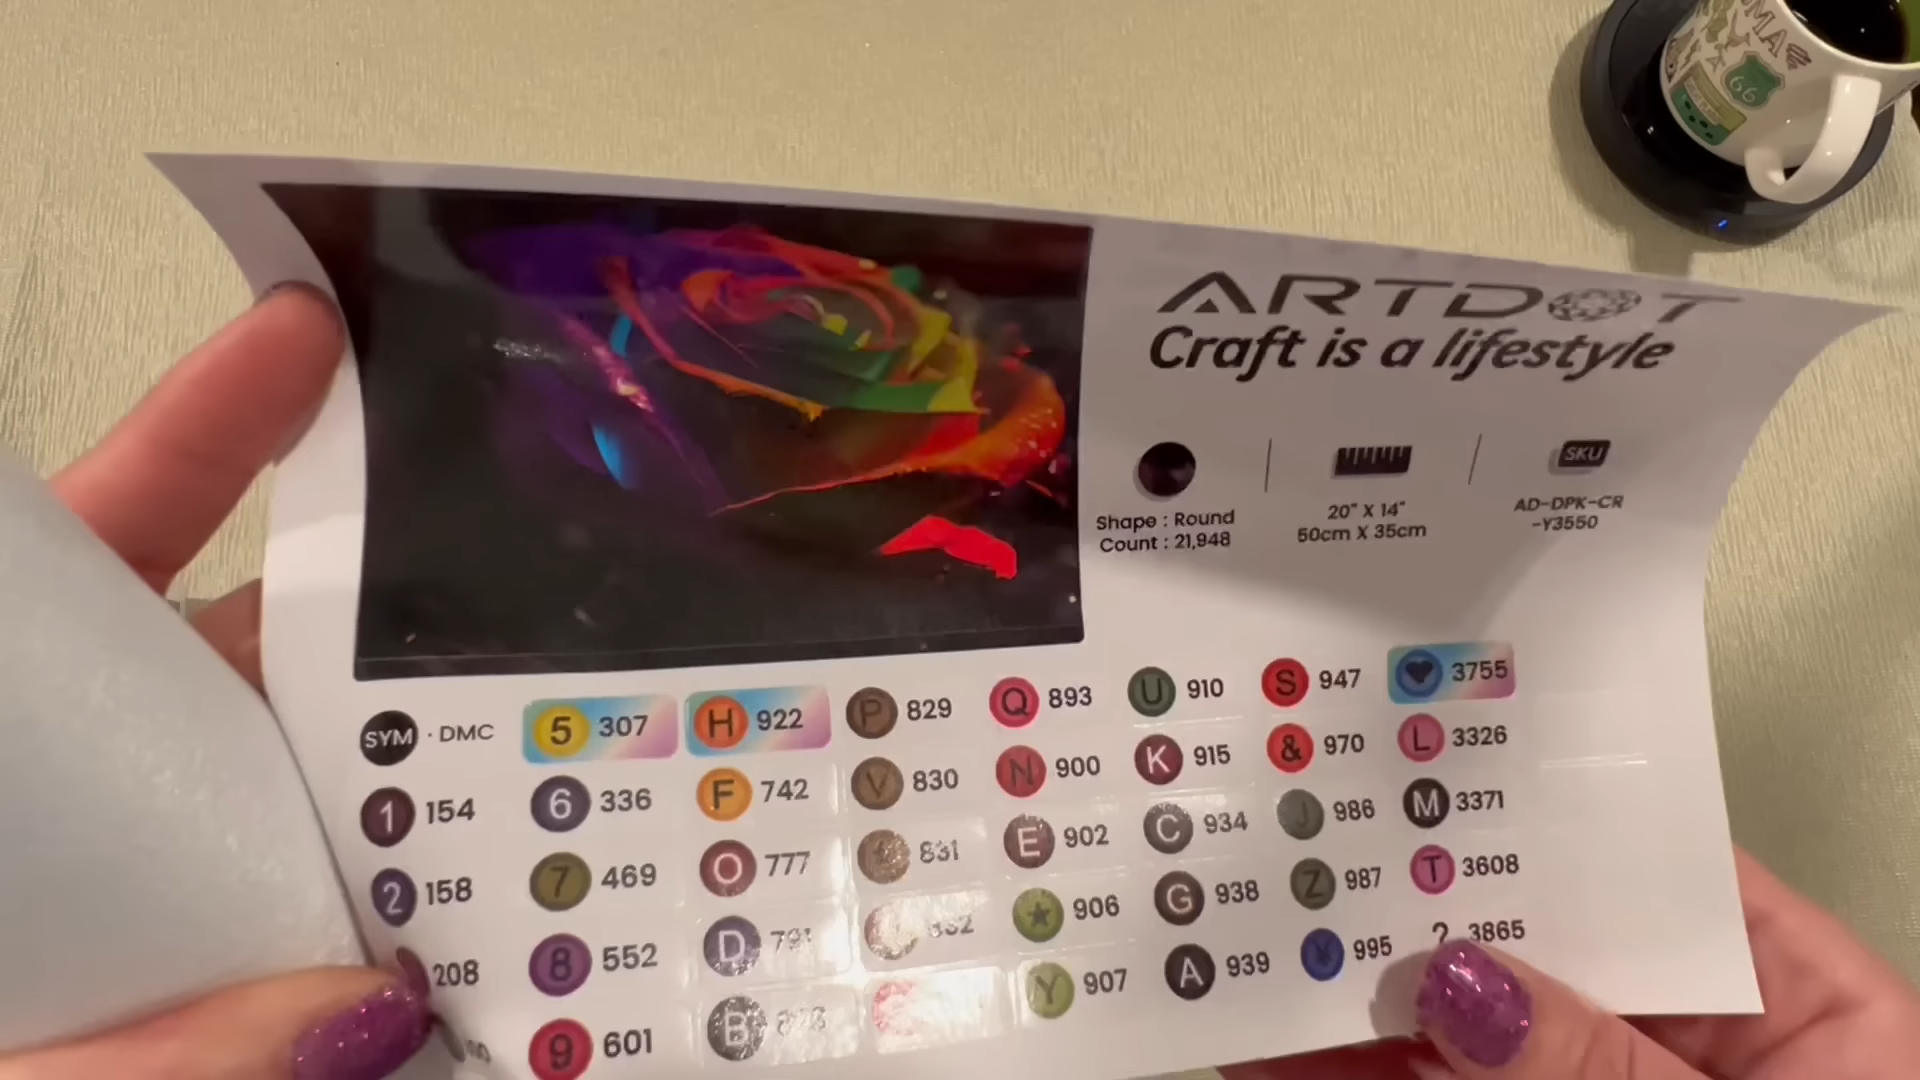 66
ARTDOT
Craft is a lifestyle
SKU
Shape : Round
Count : 21,948
20" X 14"
50cm X 35cm
AD-DPK-CR
-Y3550
SYM · DMC
1 154
2 158
208
5 307
6 336
7 469
8 552
9 601
H 922
F 742
O 777
D 791
B
P 829
V 830
831
Q 893
N 900
E 902
★ 906
Y 907
U 910
K 915
C 934
G 938
A 939
S 947
& 970
J 986
Z 987
¥ 995
♥ 3755
L 3326
M 3371
T 3608
? 3865